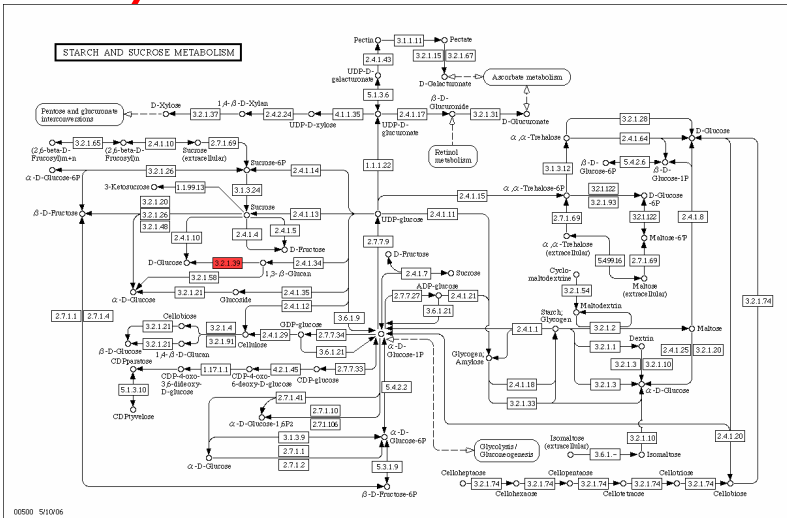 STARCH AND SUCROSE METABOLISM
Pectin
3.1.1.11
Pectate
2.4.1.43
3.1.2.15
3.2.1.67
UDP-D-
galacturonate
D-Galacturonate
Ascorbate metabolism
5.1.3.6
Pentose and glucuronate
interconversions
D-Xylose
3.2.1.37
1,4-β-D-Xylan
2.4.2.24
UDP-D-xylose
4.1.1.35
UDP-D-
glucuronate
2.4.1.17
β-D-
Glucuronide
3.2.1.31
D-Glucuronate
Retinol
metabolism
3.2.1.65
2.4.1.10
2.7.1.69
(2,6-beta-D-
Frucosyl)m+n
(2,6-beta-D-
Frucosyl)m
Sucrose
(extracellular)
Sucrose-6P
1.1.1.22
3.2.1.28
D-Glucose
α,α-Trehalose
2.4.1.64
β-D-
Glucose-6P
5.4.2.6
β-D-
Glucose-1P
α-D-Glucose-6P
3.2.1.26
2.4.1.14
3-Ketosucrose
1.1.99.13
3.1.3.24
3.1.3.12
2.4.1.15
α,α-Trehalose-6P
3.2.1.122
3.2.1.93
D-Glucose
-6P
β-D-Fructose
3.2.1.20
3.2.1.26
3.2.1.48
Sucrose
2.4.1.13
UDP-glucose
2.4.1.11
2.7.1.69
3.2.1.122
2.4.1.8
2.4.1.10
2.4.1.4
2.4.1.5
D-Fructose
2.7.7.9
D-Fructose
α,α-Trehalose
(extracellular)
Maltose-6'P
D-Glucose
3.2.1.39
2.4.1.34
1,3-β-Glucan
3.2.1.58
2.4.1.7
Sucrose
5.4.99.16
2.7.1.69
Maltose
(extracellular)
ADP-glucose
Cyclo-
maltodextrine
3.2.1.54
Maltodextrin
3.2.1.74
α-D-Glucose
3.2.1.21
Glucoside
2.4.1.35
2.4.1.12
2.7.7.27
2.4.1.21
3.6.1.21
2.7.1.1
2.7.1.4
3.6.1.9
Cellobiose
3.2.1.21
3.2.1.4
3.2.1.21
3.2.1.91
2.4.1.29
Cellulose
GDP-glucose
2.7.7.34
3.6.1.21
α-D-
Glucose-1P
2.4.1.1
Starch;
Glycogen
3.2.1.2
Maltose
β-D-Glucose
1,4-β-D-Glucan
Glycogen;
Amylose
3.2.1.1
Dextrin
3.2.1.3
3.2.1.10
2.4.1.25
3.2.1.20
CDPparatose
1.17.1.1
CDP-4-oxo-
3,6-dideoxy-
D-glucose
4.2.1.45
CDP-4-oxo-
6-deoxy-D-glucose
2.7.7.33
CDP-glucose
2.4.1.18
3.2.1.3
α-D-Glucose
3.2.1.33
5.1.3.10
CDPtyvelose
5.4.2.2
2.7.1.41
2.7.1.10
2.7.1.106
α-D-Glucose-1,6P2
α-D-
Glucose-6P
3.1.3.9
2.7.1.1
2.7.1.2
α-D-Glucose
Glycolysis/
Gluconeogenesis
Isomaltose
(extracellular)
3.6.1.-
3.2.1.10
Isomaltose
2.4.1.20
5.3.1.9
β-D-Fructose-6P
Celloheptaose
3.2.1.74
Cellohexaose
3.2.1.74
Cellopentaose
3.2.1.74
Cellotetraose
3.2.1.74
Cellotriose
3.2.1.74
Cellobiose
00500 5/10/06